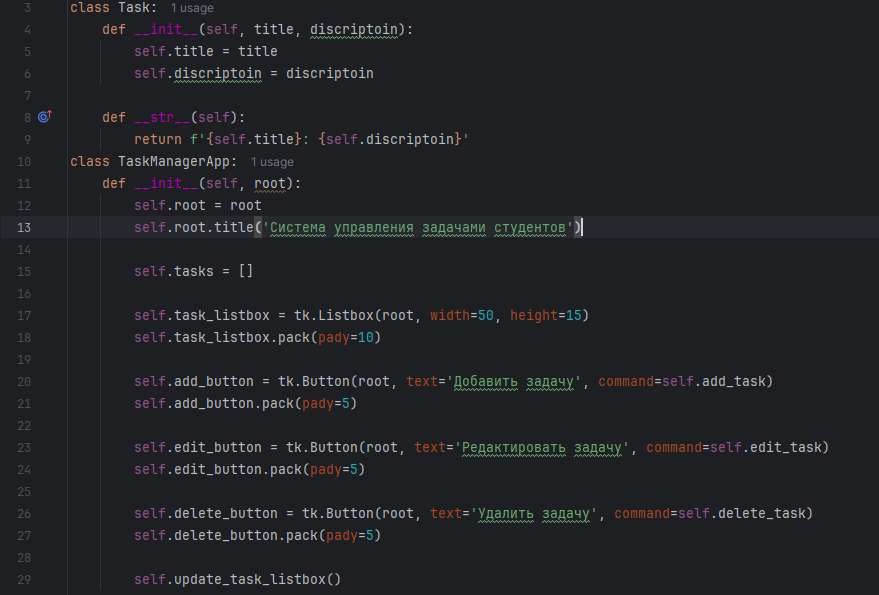 3 class Task: 1 usage
4 def __init__(self, title, discriptoin):
5 self.title = title
6 self.discriptoin = discriptoin
7
8 def __str__(self):
9 return f'{self.title}: {self.discriptoin}'
10 class TaskManagerApp: 1 usage
11 def __init__(self, root):
12 self.root = root
13 self.root.title('Система управления задачами студентов')
14
15 self.tasks = []
16
17 self.task_listbox = tk.Listbox(root, width=50, height=15)
18 self.task_listbox.pack(pady=10)
19
20 self.add_button = tk.Button(root, text='Добавить задачу', command=self.add_task)
21 self.add_button.pack(pady=5)
22
23 self.edit_button = tk.Button(root, text='Редактировать задачу', command=self.edit_task)
24 self.edit_button.pack(pady=5)
25
26 self.delete_button = tk.Button(root, text='Удалить задачу', command=self.delete_task)
27 self.delete_button.pack(pady=5)
28
29 self.update_task_listbox()